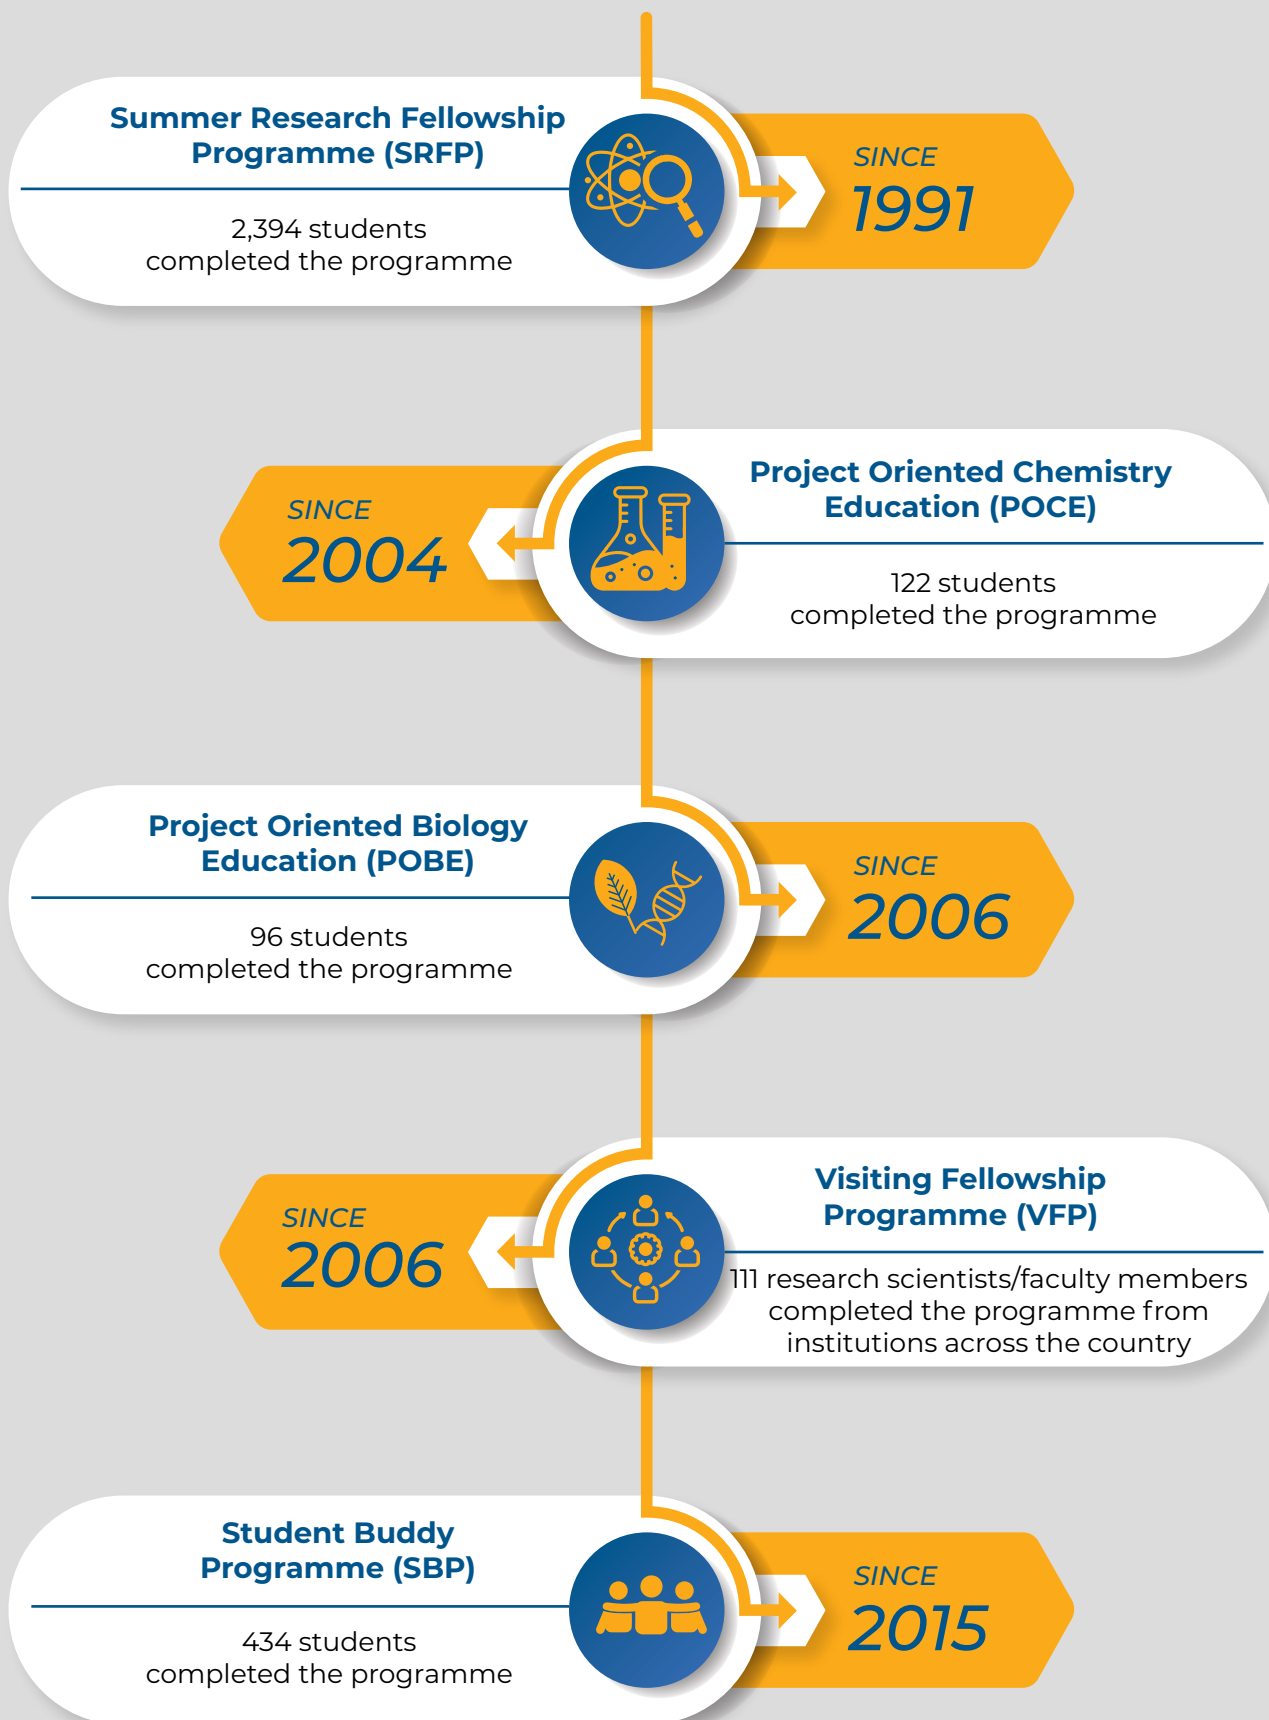 Summer Research Fellowship
Programme (SRFP)
2,394 students
completed the programme
SINCE
1991
SINCE
2004
Project Oriented Chemistry
Education (POCE)
122 students
completed the programme
Project Oriented Biology
Education (POBE)
96 students
completed the programme
SINCE
2006
SINCE
2006
Visiting Fellowship
Programme (VFP)
111 research scientists/faculty members
completed the programme from
institutions across the country
Student Buddy
Programme (SBP)
434 students
completed the programme
SINCE
2015